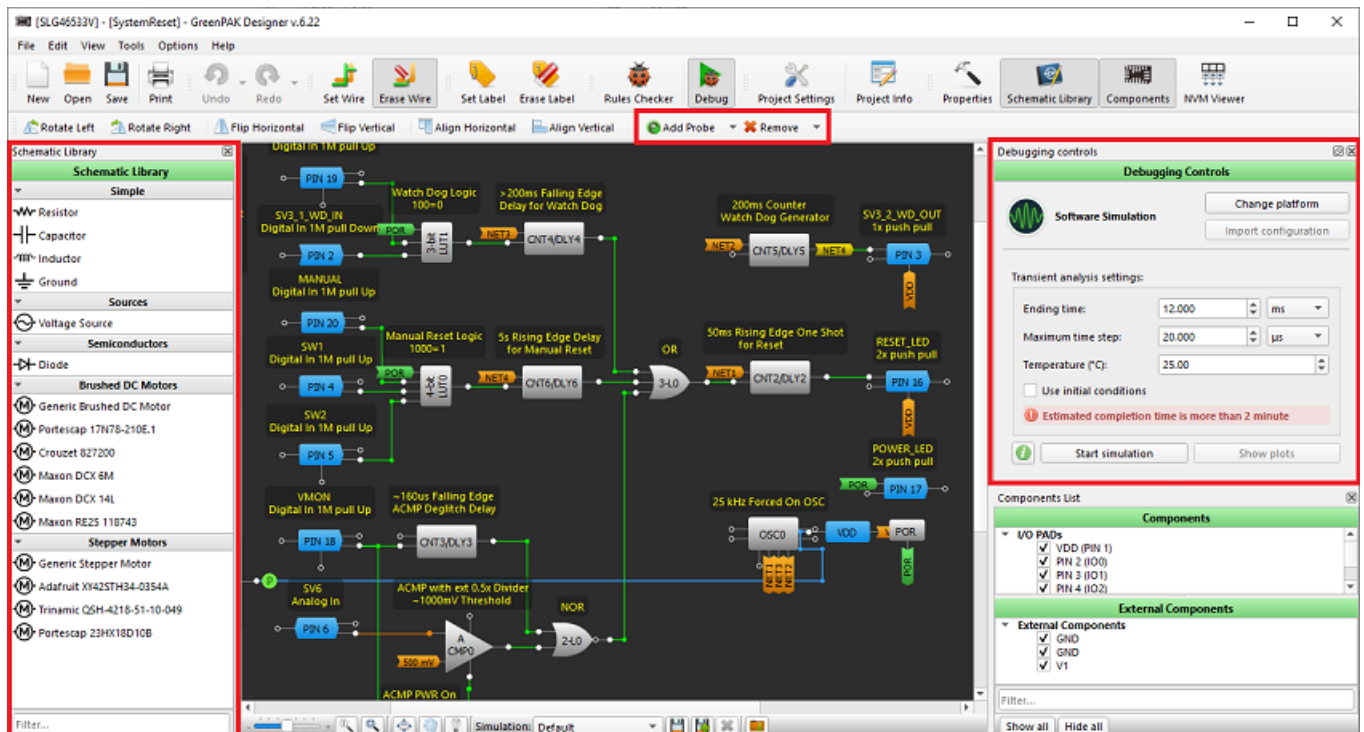 [SLG46533V] - [SystemReset] - GreenPAK Designer v.6.22
File Edit View Tools Options Help
New Open Save Print Undo Redo Set Wire Erase Wire Set Label Erase Label Rules Checker Debug Project Settings Project Info Properties Schematic Library Components NVM Viewer
Rotate Left Rotate Right Flip Horizontal Flip Vertical Align Horizontal Align Vertical Add Probe Remove
Schematic Library
Schematic Library
Simple
Resistor
Capacitor
Inductor
Ground
Sources
Voltage Source
Semiconductors
Diode
Brushed DC Motors
Generic Brushed DC Motor
Portescap 17N78-210E.1
Crouzet 827200
Maxon DCX 6M
Maxon DCX 14L
Maxon RE25 118743
Stepper Motors
Generic Stepper Motor
Adafruit XY42STH34-0354A
Trinamic QSH-4218-51-10-049
Portescap 23HX18D10B
Filter...
Digital In 1M pull Up
PIN 19
SV3_1_WD_IN
Digital In 1M pull Down
PIN 2
MANUAL
Digital In 1M pull Up
PIN 20
SW1
Digital In 1M pull Up
PIN 4
SW2
Digital In 1M pull Up
PIN 5
VMON
Digital In 1M pull Up
PIN 18
P
SV6
Analog In
PIN 6
Watch Dog Logic
100=0
POR
3-bit
LUT1
NET3
>200ms Falling Edge
Delay for Watch Dog
CNT4/DLY4
Manual Reset Logic
1000=1
POR
4-bit
LUT0
NET4
5s Rising Edge Delay
for Manual Reset
CNT6/DLY6
~160us Falling Edge
ACMP Deglitch Delay
CNT3/DLY3
ACMP with ext 0.5x Divider
~1000mV Threshold
A
CMP0
500 mV
ACMP PWR On
NOR
2-L0
OR
3-L0
NET1
50ms Rising Edge One Shot
for Reset
CNT2/DLY2
200ms Counter
Watch Dog Generator
NET2
CNT5/DLY5
NET4
SV3_2_WD_OUT
1x push pull
PIN 3
VDD
RESET_LED
2x push pull
PIN 16
VDD
POWER_LED
2x push pull
POR
PIN 17
25 kHz Forced On OSC
OSC0
NET1
NET3
NET2
VDD
POR
POR
Simulation: Default
Debugging controls
Debugging Controls
Software Simulation
Change platform
Import configuration
Transient analysis settings:
Ending time: 12.000 ms
Maximum time step: 20.000 µs
Temperature (°C): 25.00
Use initial conditions
Estimated completion time is more than 2 minute
Start simulation Show plots
Components List
Components
I/O PADs
VDD (PIN 1)
PIN 2 (IO0)
PIN 3 (IO1)
PIN 4 (IO2)
External Components
External Components
GND
GND
V1
Filter...
Show all Hide all